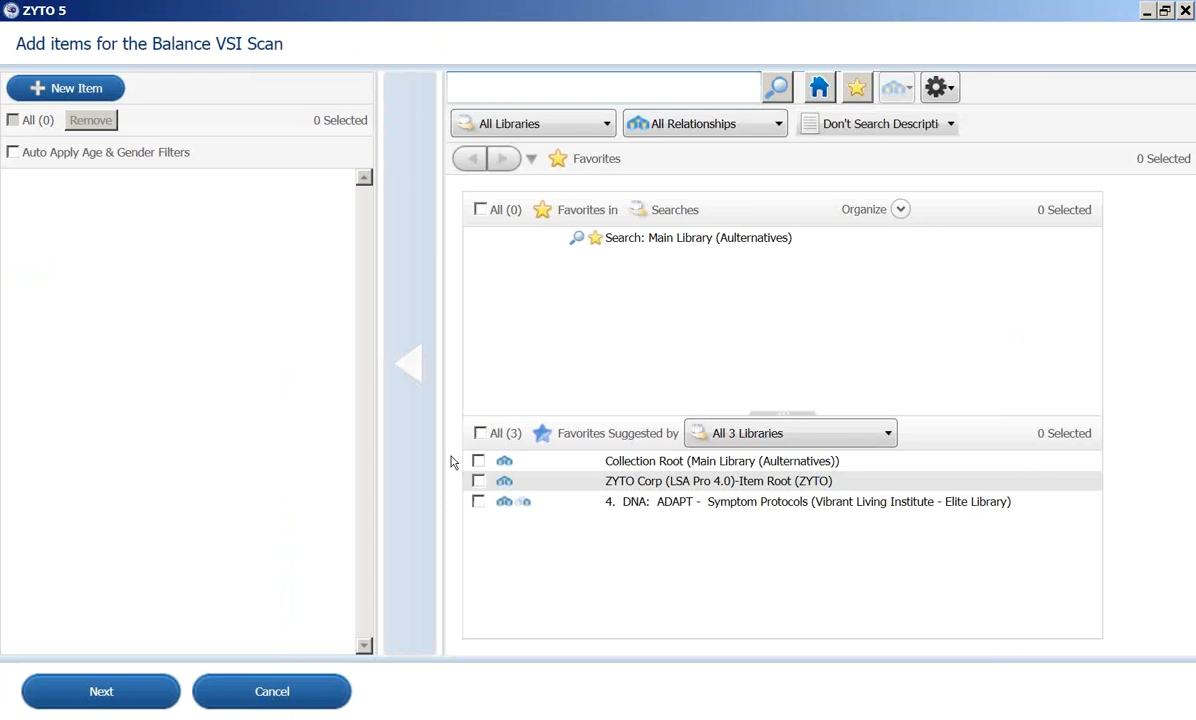 ZYTO 5
Add items for the Balance VSI Scan
New Item
All (0) Remove 0 Selected
Auto Apply Age & Gender Filters
All Libraries All Relationships Don't Search Descripti
Favorites 0 Selected
All (0) Favorites in Searches Organize 0 Selected
Search: Main Library (Aulternatives)
All (3) Favorites Suggested by All 3 Libraries 0 Selected
Collection Root (Main Library (Aulternatives))
ZYTO Corp (LSA Pro 4.0)-Item Root (ZYTO)
4. DNA: ADAPT - Symptom Protocols (Vibrant Living Institute - Elite Library)
Next Cancel